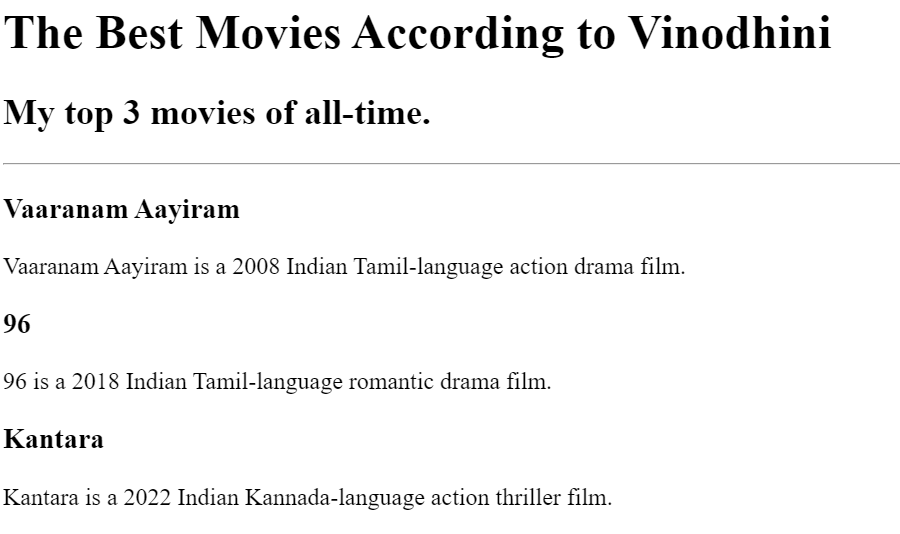 The Best Movies According to Vinodhini
My top 3 movies of all-time.
Vaaranam Aayiram
Vaaranam Aayiram is a 2008 Indian Tamil-language action drama film.
96
96 is a 2018 Indian Tamil-language romantic drama film.
Kantara
Kantara is a 2022 Indian Kannada-language action thriller film.